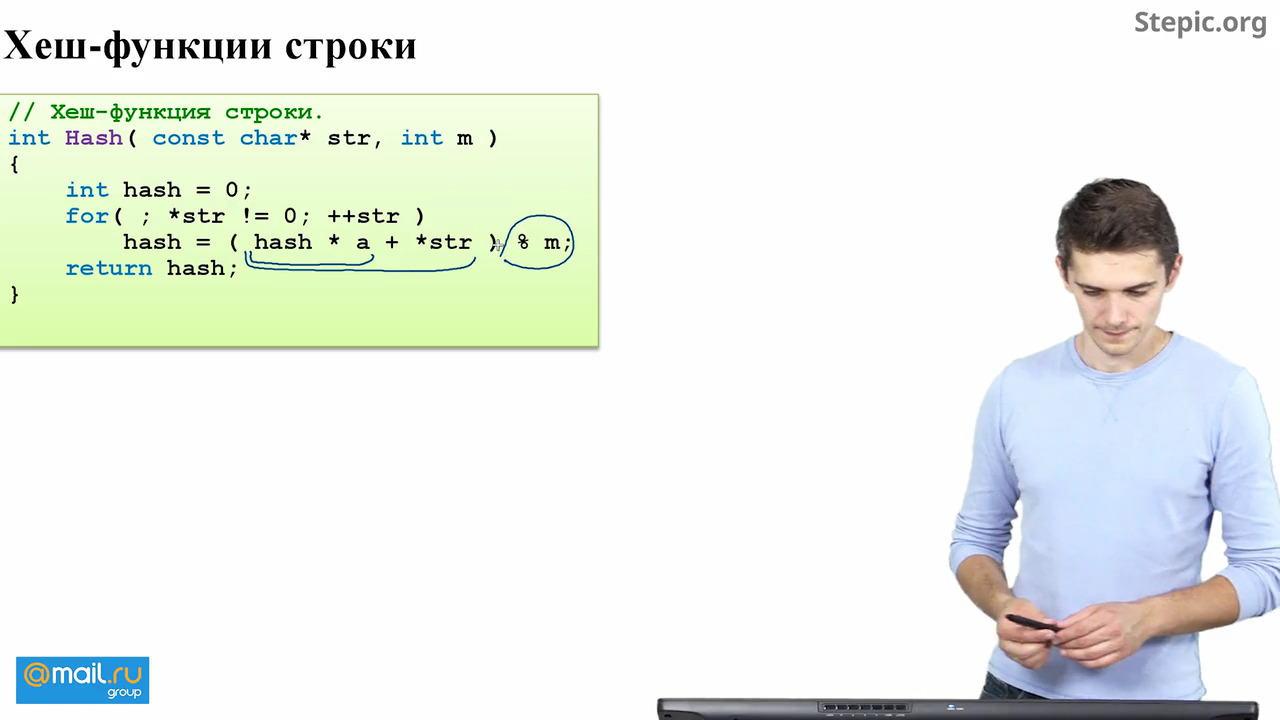 Stepic.org
Хеш-функции строки
// Хеш-функция строки.
int Hash( const char* str, int m )
{
    int hash = 0;
    for( ; *str != 0; ++str )
        hash = ( hash * a + *str ) % m;
    return hash;
}
@mail.ru
group